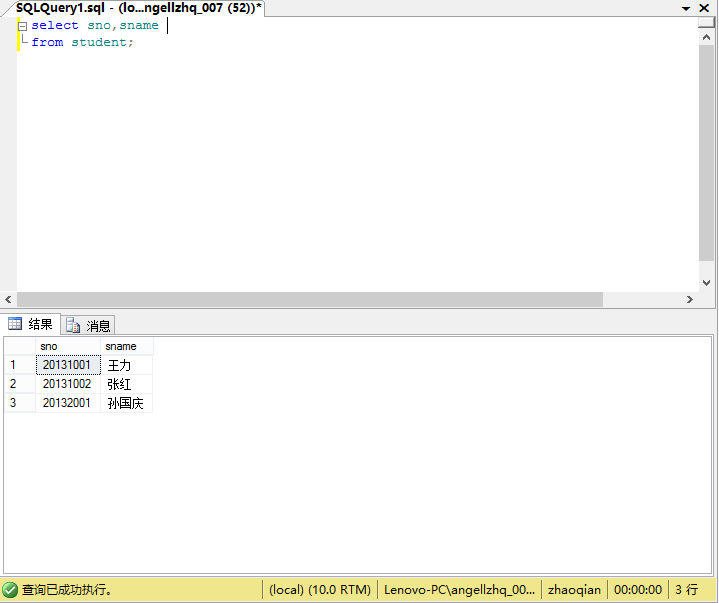 SQLQuery1.sql - (lo...ngellzhq_007 (52))*
select sno,sname
from student;
结果 消息
sno sname
1 20131001 王力
2 20131002 张红
3 20132001 孙国庆
查询已成功执行。 (local) (10.0 RTM) Lenovo-PC\angellzhq_00... zhaoqian 00:00:00 3 行